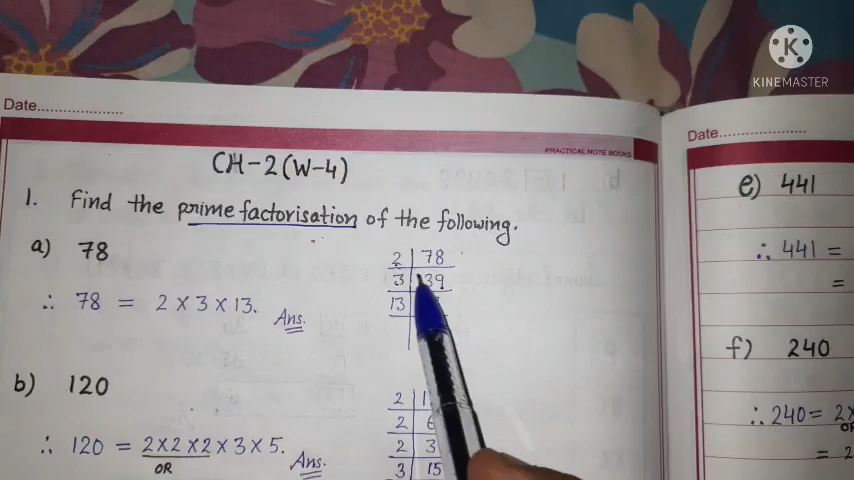 KINEMASTER
Date
PRACTICAL NOTE BOOKS
CH-2 (W-4)
1. Find the prime factorisation of the following.
a) 78
∴ 78 = 2 × 3 × 13. Ans.
2 | 78
3 | 39
13 |
b) 120
∴ 120 = 2×2×2 × 3 × 5. Ans.
OR
2 | 1
2 | 6
2 | 3
3 | 15
Date
e) 441
∴ 441 =
=
f) 240
∴ 240 = 2×
OR
= 2